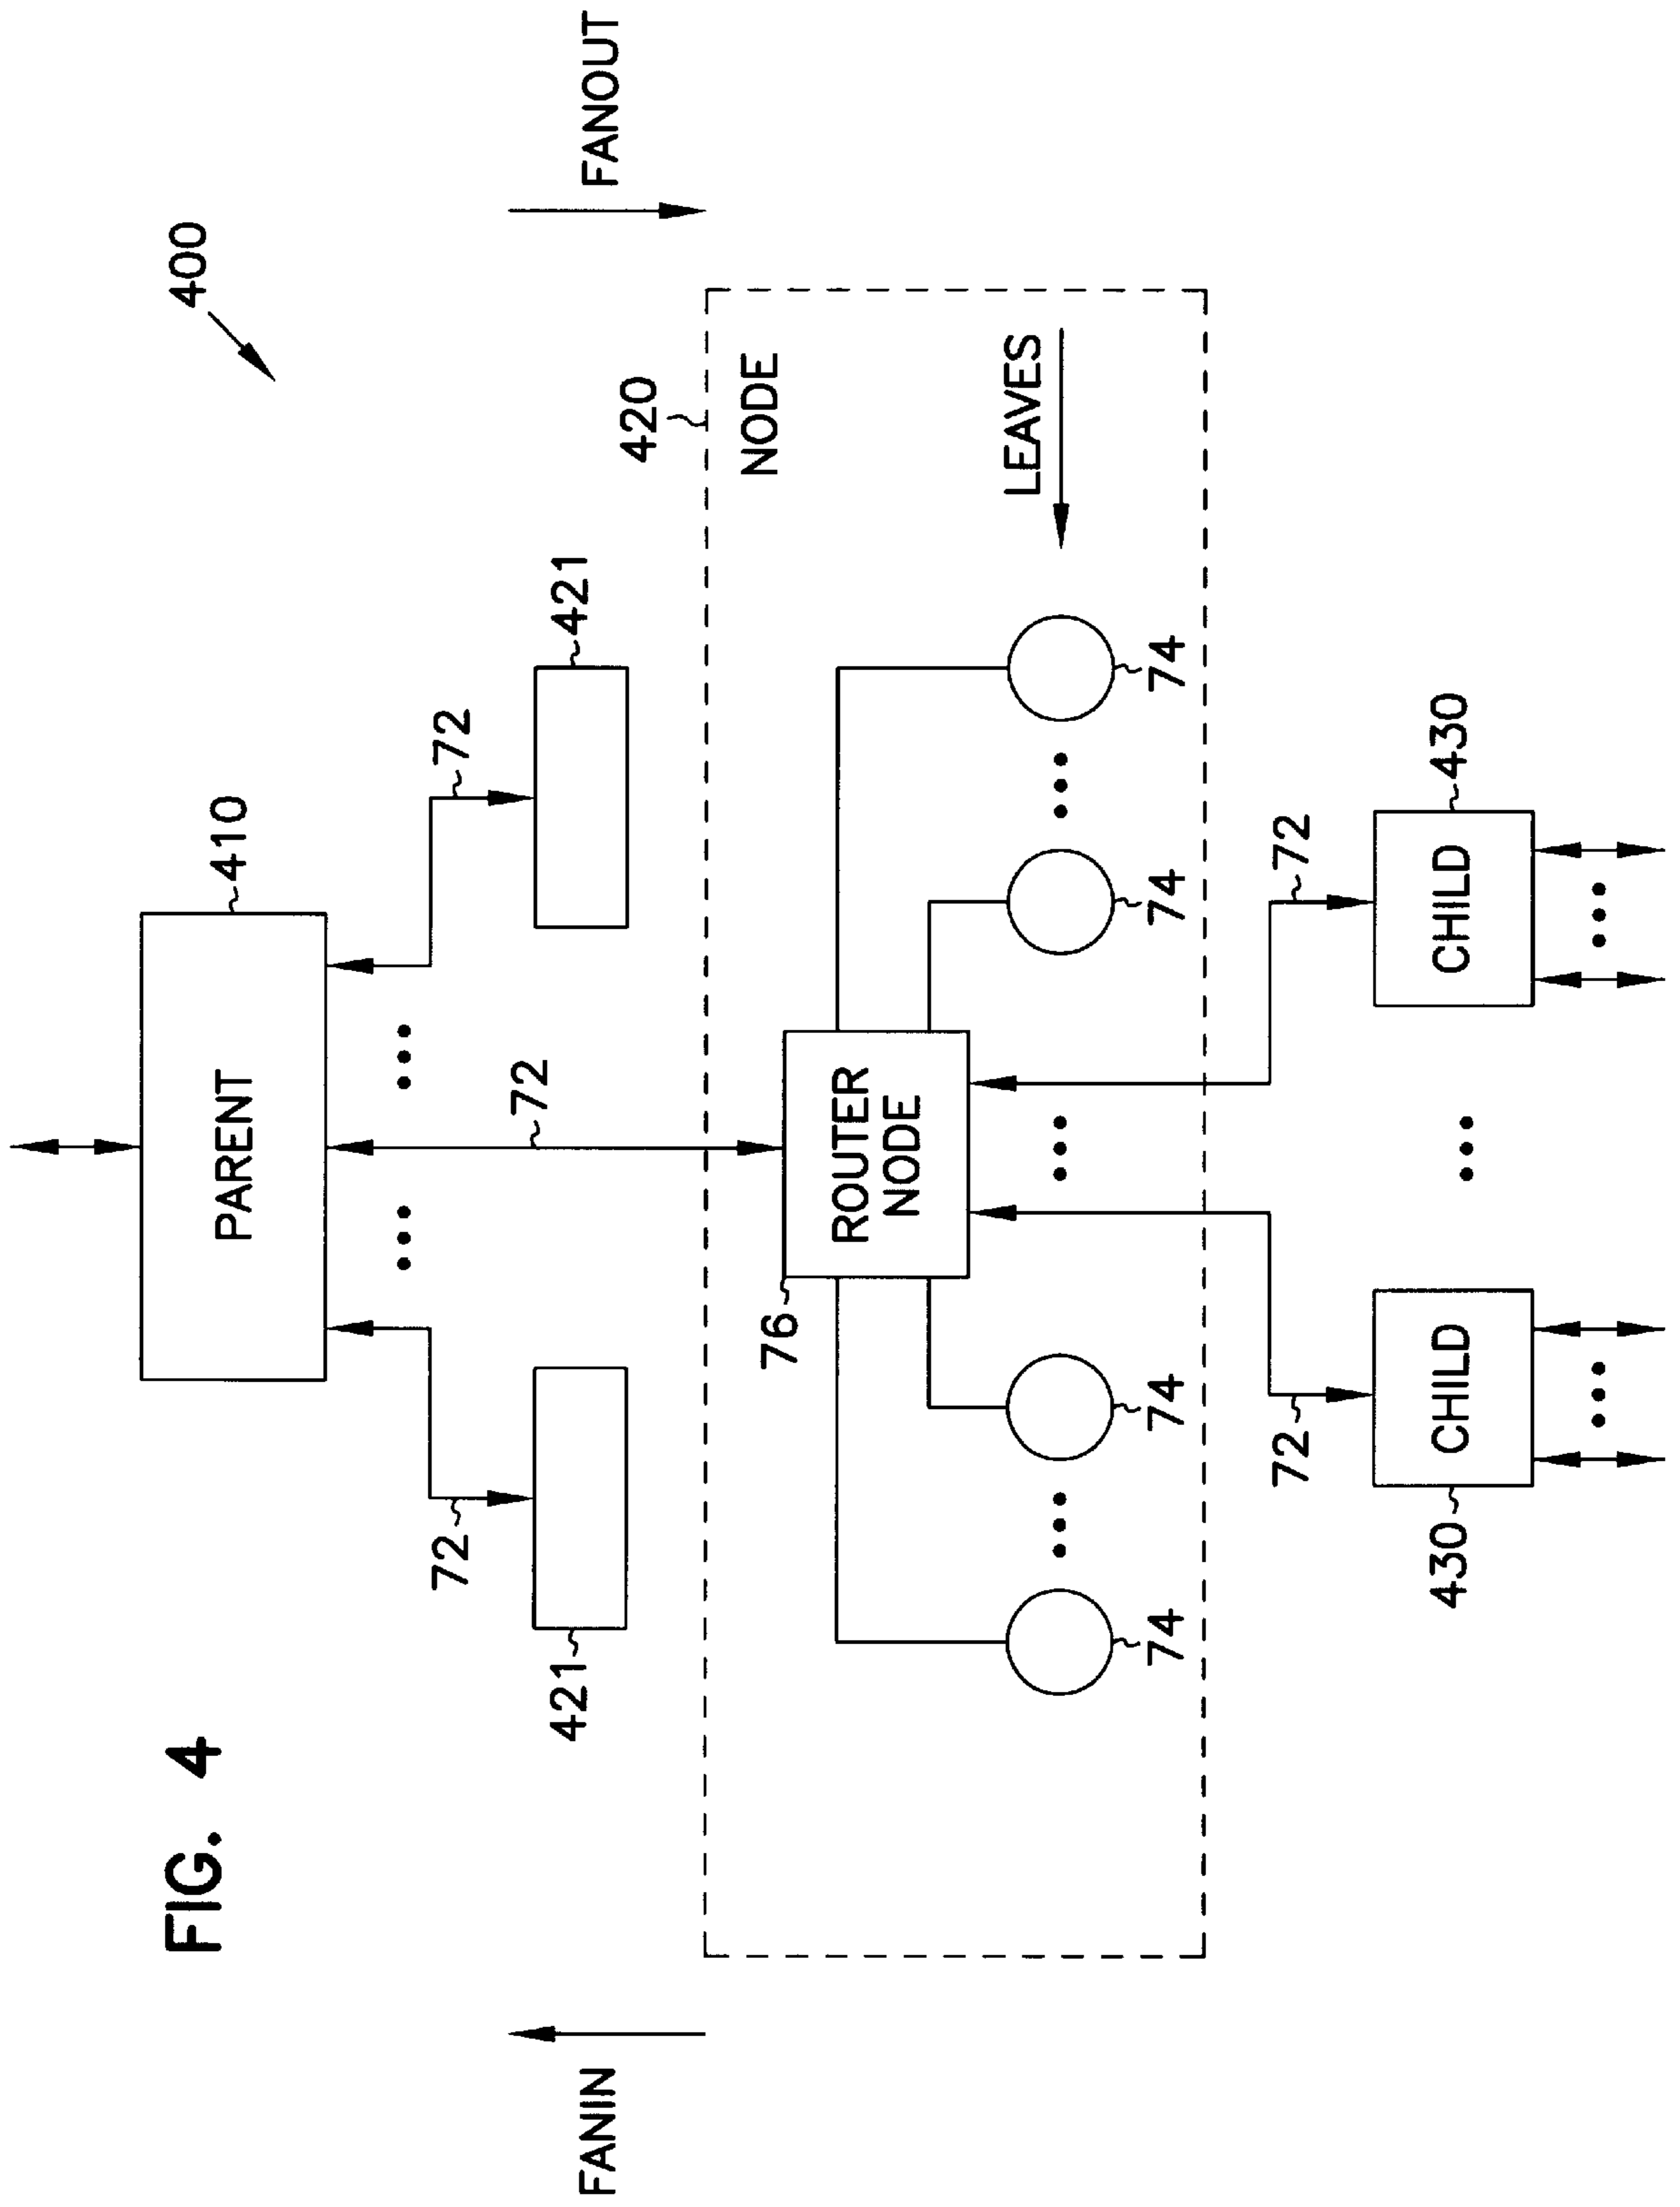 FIG. 4
400
PARENT
410
72
72
72
421
421
FANIN
FANOUT
420
NODE
76
ROUTER
NODE
LEAVES
74
74
74
74
72
72
430
CHILD
CHILD
430